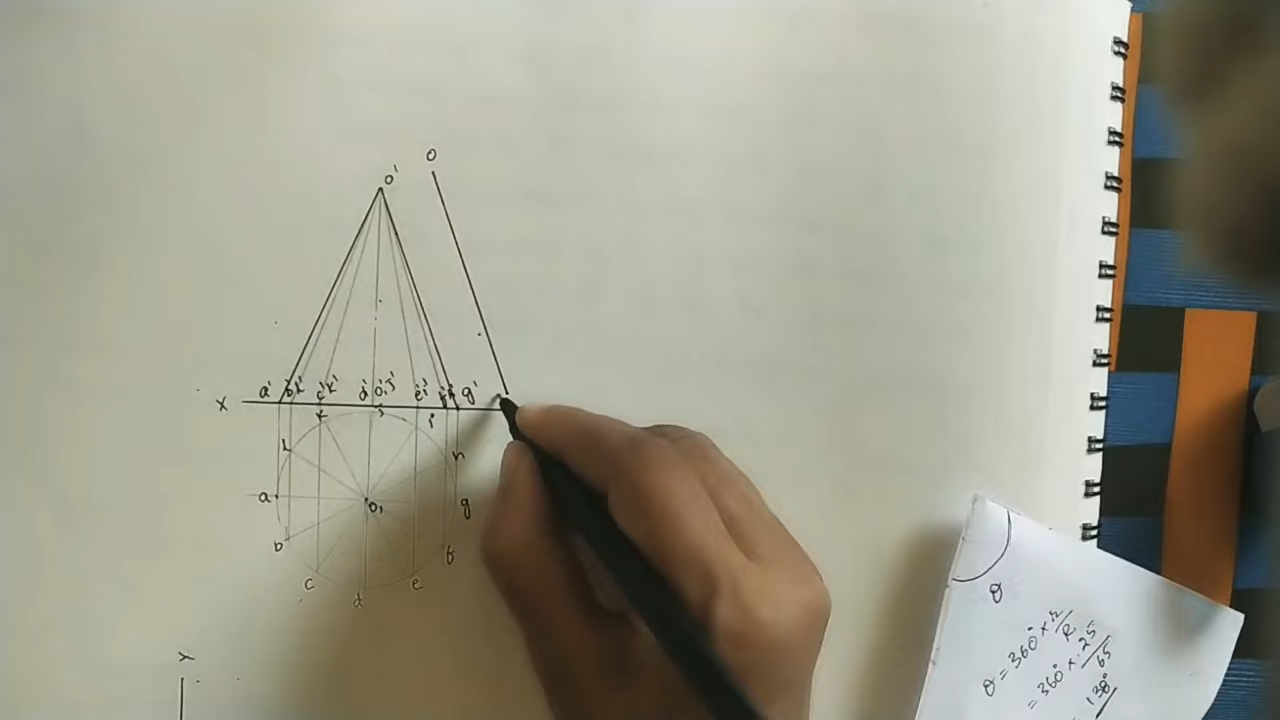 O
o'
a' b' l' c' k' d' o' j' e' i' f' h' g'
X
k j i
l h
a o₁ g
b f
c d e
Y
θ
θ = 360° × r/R
= 360° × 25/65
138°